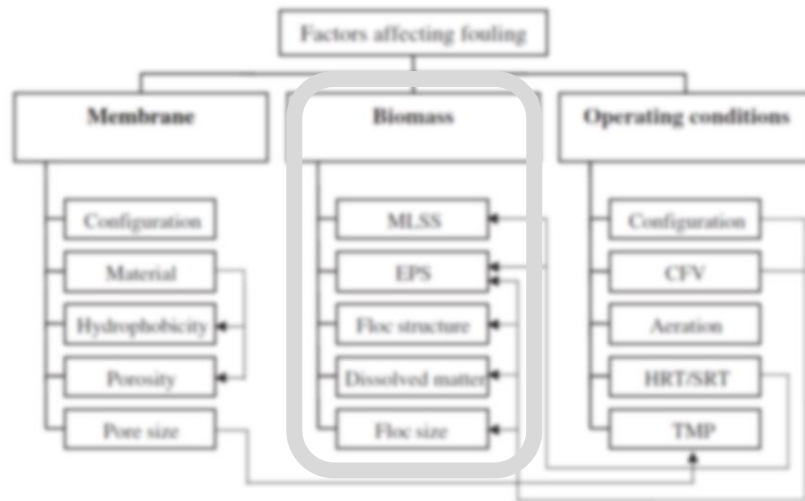 Factors affecting fouling
Membrane
Configuration
Material
Hydrophobicity
Porosity
Pore size
Biomass
MLSS
EPS
Floc structure
Dissolved matter
Floc size
Operating conditions
Configuration
CFV
Aeration
HRT/SRT
TMP